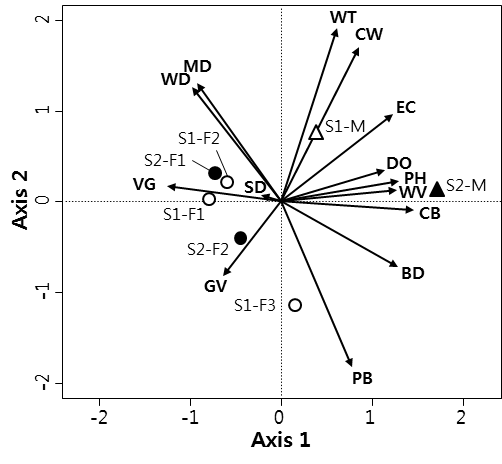 2
1
0
-1
-2
Axis 2
WT
CW
MD
WD
EC
S1-M
S1-F2
S2-F1
DO
PH
WV
S2-M
VG
SD
CB
S1-F1
S2-F2
GV
BD
S1-F3
PB
-2 -1 0 1 2
Axis 1